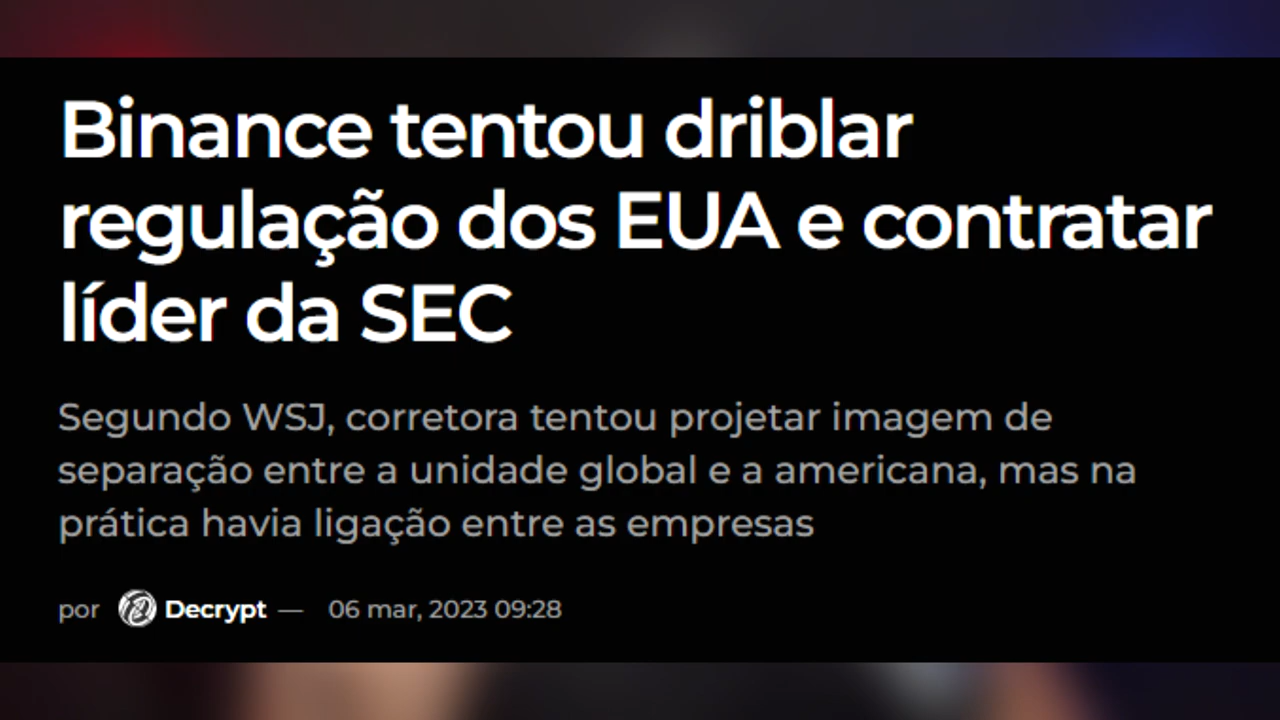 Binance tentou driblar
regulação dos EUA e contratar
líder da SEC
Segundo WSJ, corretora tentou projetar imagem de
separação entre a unidade global e a americana, mas na
prática havia ligação entre as empresas
por Decrypt — 06 mar, 2023 09:28